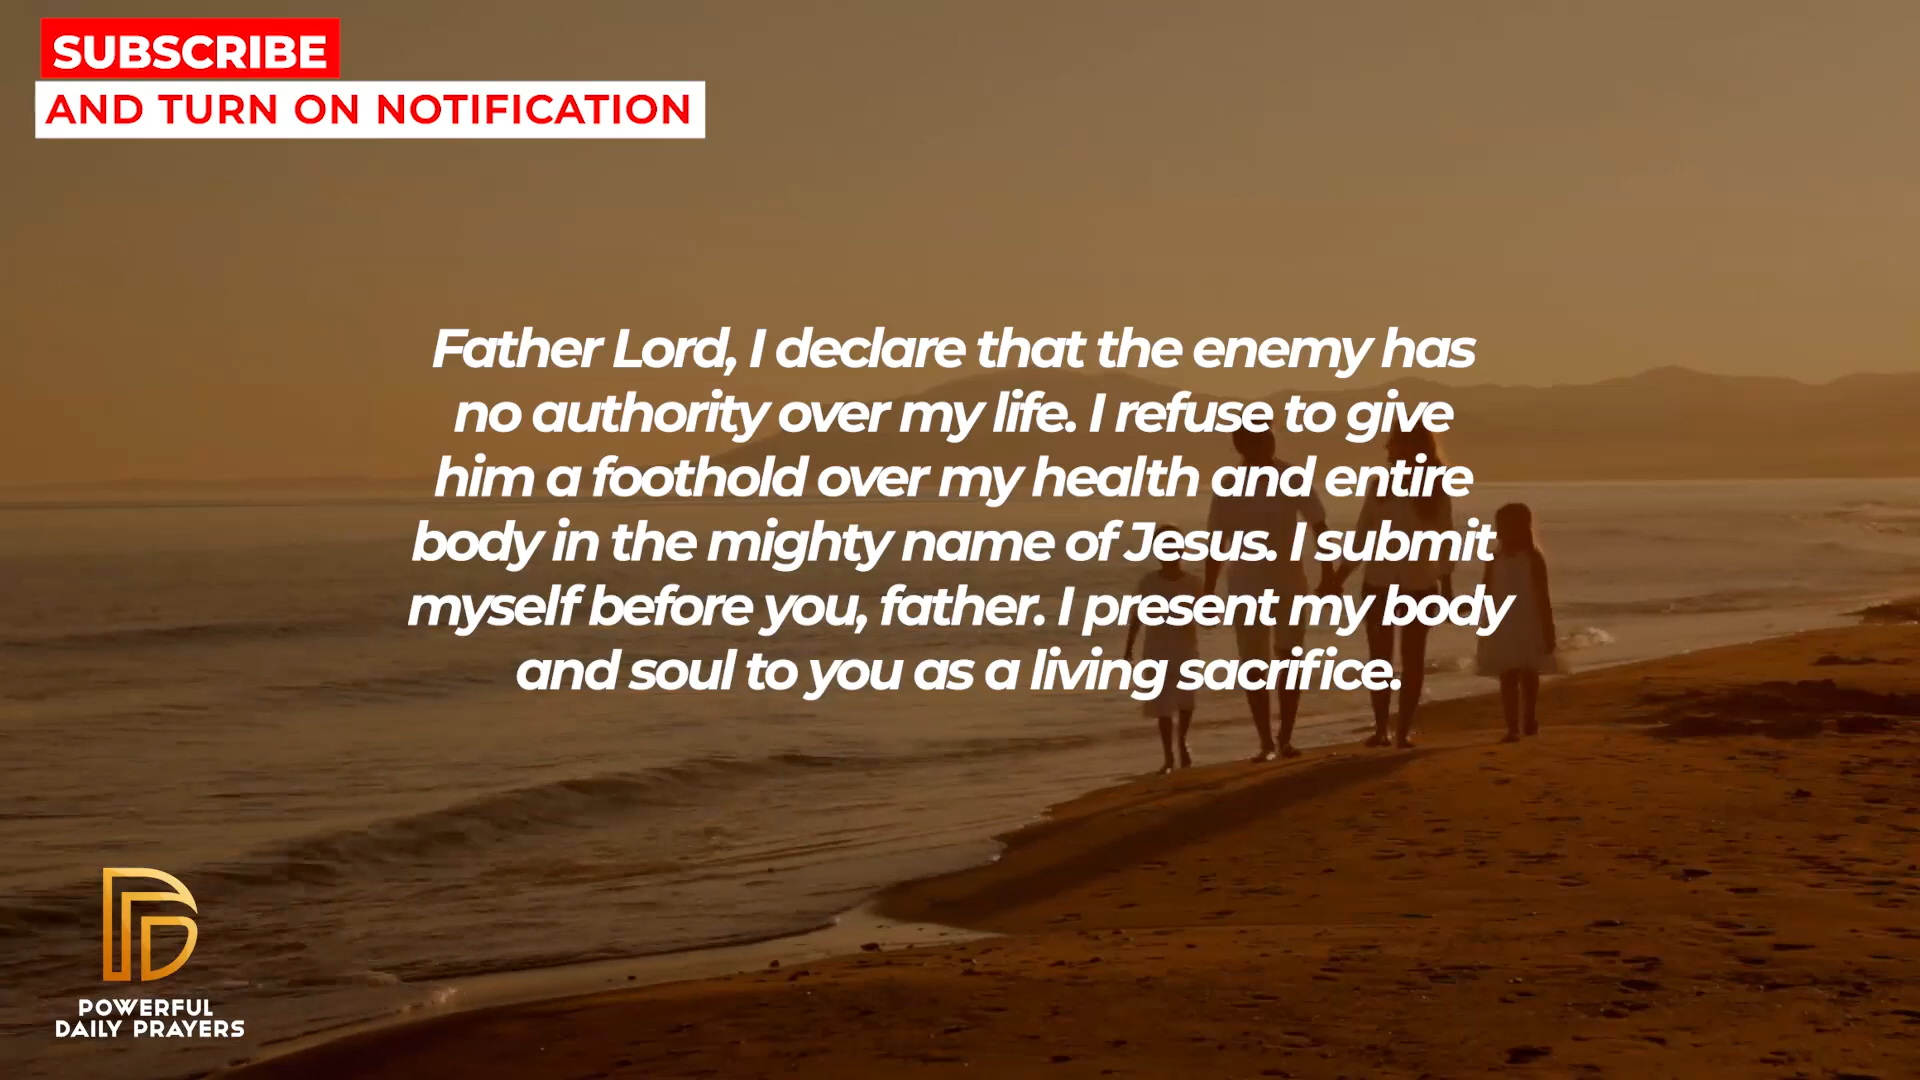 SUBSCRIBE
AND TURN ON NOTIFICATION
Father Lord, I declare that the enemy has
no authority over my life. I refuse to give
him a foothold over my health and entire
body in the mighty name of Jesus. I submit
myself before you, father. I present my body
and soul to you as a living sacrifice.
POWERFUL
DAILY PRAYERS